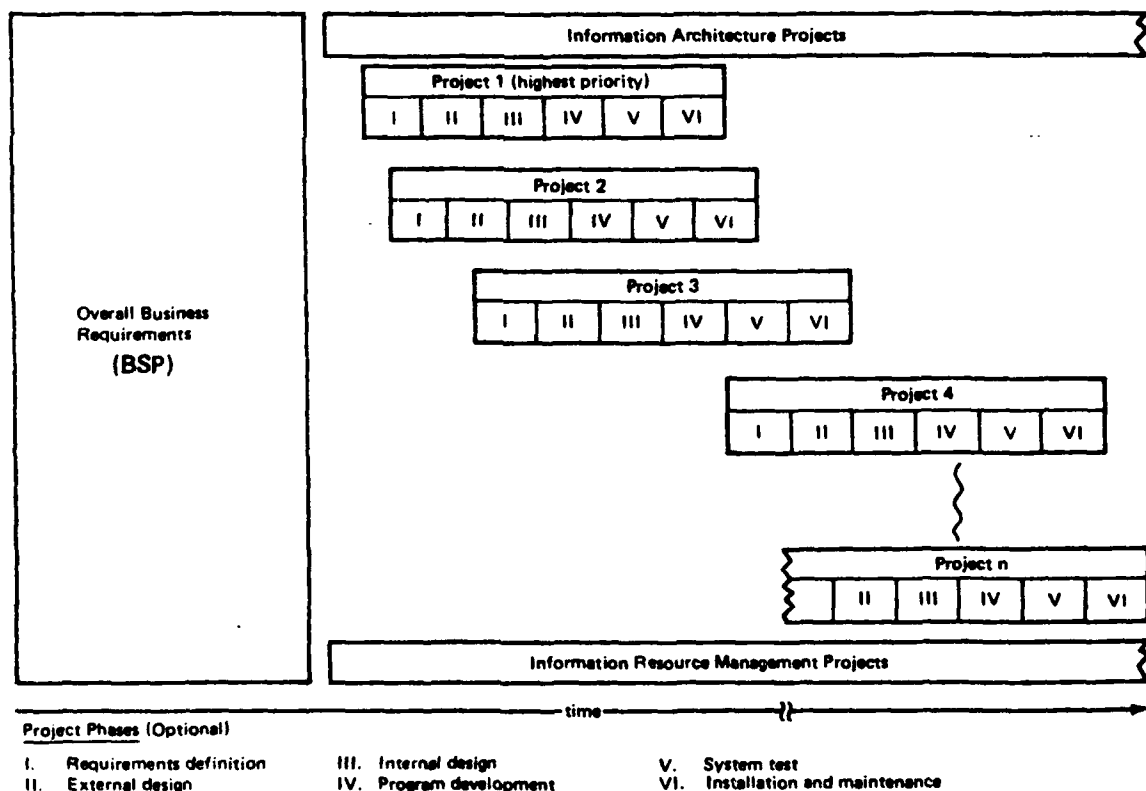 Information Architecture Projects
Project 1 (highest priority)
I II III IV V VI
Project 2
I II III IV V VI
Project 3
I II III IV V VI
Overall Business
Requirements
(BSP)
Project 4
I II III IV V VI
Project n
II III IV V VI
Information Resource Management Projects
time
Project Phases (Optional)
I. Requirements definition III. Internal design V. System test
II. External design IV. Program development VI. Installation and maintenance